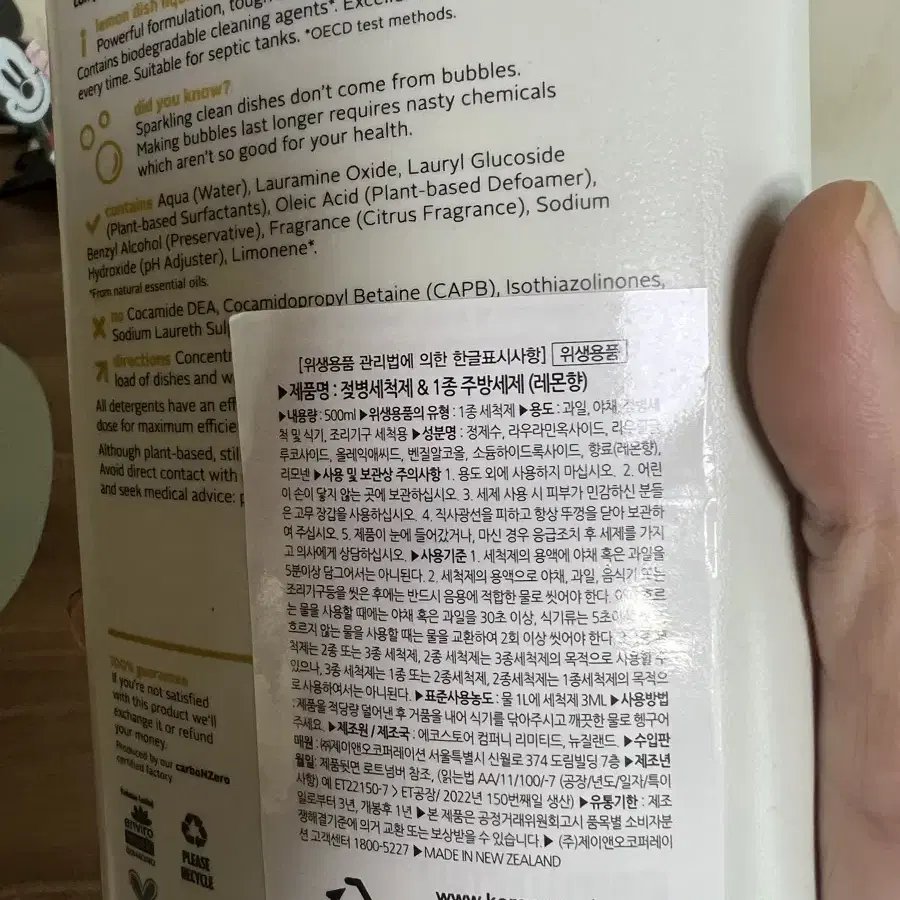 lemon dish liqu
Powerful formulation, toug
Contains biodegradable cleaning agents*. Excelle
every time. Suitable for septic tanks. *OECD test methods.
did you know?
Sparkling clean dishes don't come from bubbles.
Making bubbles last longer requires nasty chemicals
which aren't so good for your health.
contains Aqua (Water), Lauramine Oxide, Lauryl Glucoside
(Plant-based Surfactants), Oleic Acid (Plant-based Defoamer),
Benzyl Alcohol (Preservative), Fragrance (Citrus Fragrance), Sodium
Hydroxide (pH Adjuster), Limonene*.
*From natural essential oils.
no Cocamide DEA, Cocamidopropyl Betaine (CAPB), Isothiazolinones,
Sodium Laureth Sul
directions Concentr
load of dishes and w
All detergents have an eff
dose for maximum efficie
Although plant-based, stil
Avoid direct contact with
and seek medical advice: p
100% guarantee
If you're not satisfied
with this product we'll
exchange it or refund
your money.
Produced by our carboNZero
certified factory
PLEASE
RECYCLE
[위생용품 관리법에 의한 한글표시사항] 위생용품
▶제품명 : 젖병세척제 & 1종 주방세제 (레몬향)
▶내용량 : 500ml ▶위생용품의 유형 : 1종 세척제 ▶용도 : 과일, 야채, 젖병세
척 및 식기, 조리기구 세척용 ▶성분명 : 정제수, 라우라민옥사이드, 라우릴글
루코사이드, 올레익애씨드, 벤질알코올, 소듐하이드록사이드, 향료(레몬향),
리모넨 ▶사용 및 보관상 주의사항 1. 용도 외에 사용하지 마십시오. 2. 어린
이 손이 닿지 않는 곳에 보관하십시오. 3. 세제 사용 시 피부가 민감하신 분들
은 고무 장갑을 사용하십시오. 4. 직사광선을 피하고 항상 뚜껑을 닫아 보관하
여 주십시오. 5. 제품이 눈에 들어갔거나, 마신 경우 응급조치 후 세제를 가지
고 의사에게 상담하십시오. ▶사용기준 1. 세척제의 용액에 야채 혹은 과일을
5분이상 담그어서는 아니된다. 2. 세척제의 용액으로 야채, 과일, 음식기 또는
조리기구등을 씻은 후에는 반드시 음용에 적합한 물로 씻어야 한다. 이때 흐르
는 물을 사용할 때에는 야채 혹은 과일을 30초 이상, 식기류는 5초이상
흐르지 않는 물을 사용할 때는 물을 교환하여 2회 이상 씻어야 한다. 3. 1종 세
척제는 2종 또는 3종 세척제, 2종 세척제는 3종세척제의 목적으로 사용할 수
있으나, 3종 세척제는 1종 또는 2종세척제, 2종세척제는 1종세척제의 목적으
로 사용하여서는 아니된다. ▶표준사용농도 : 물 1L에 세척제 3ML ▶사용방법
: 제품을 적당량 덜어낸 후 거품을 내어 식기를 닦아주시고 깨끗한 물로 헹구어
주세요. ▶제조원 / 제조국 : 에코스토어 컴퍼니 리미티드, 뉴질랜드. ▶수입판
매원 : ㈜제이앤오코퍼레이션 서울특별시 신월로 374 도림빌딩 7층 ▶제조년
월일: 제품뒷면 로트넘버 참조, (읽는법 AA/11/100/-7 (공장/년도/일자/특이
사항) 예 ET22150-7 > ET공장/ 2022년 150번째일 생산) ▶유통기한 : 제조
일로부터 3년, 개봉후 1년 ▶본 제품은 공정거래위원회고시 품목별 소비자분
쟁해결기준에 의거 교환 또는 보상받을 수 있습니다.▶ (주)제이앤오코퍼레이
션 고객센터 1800-5227 ▶MADE IN NEW ZEALAND